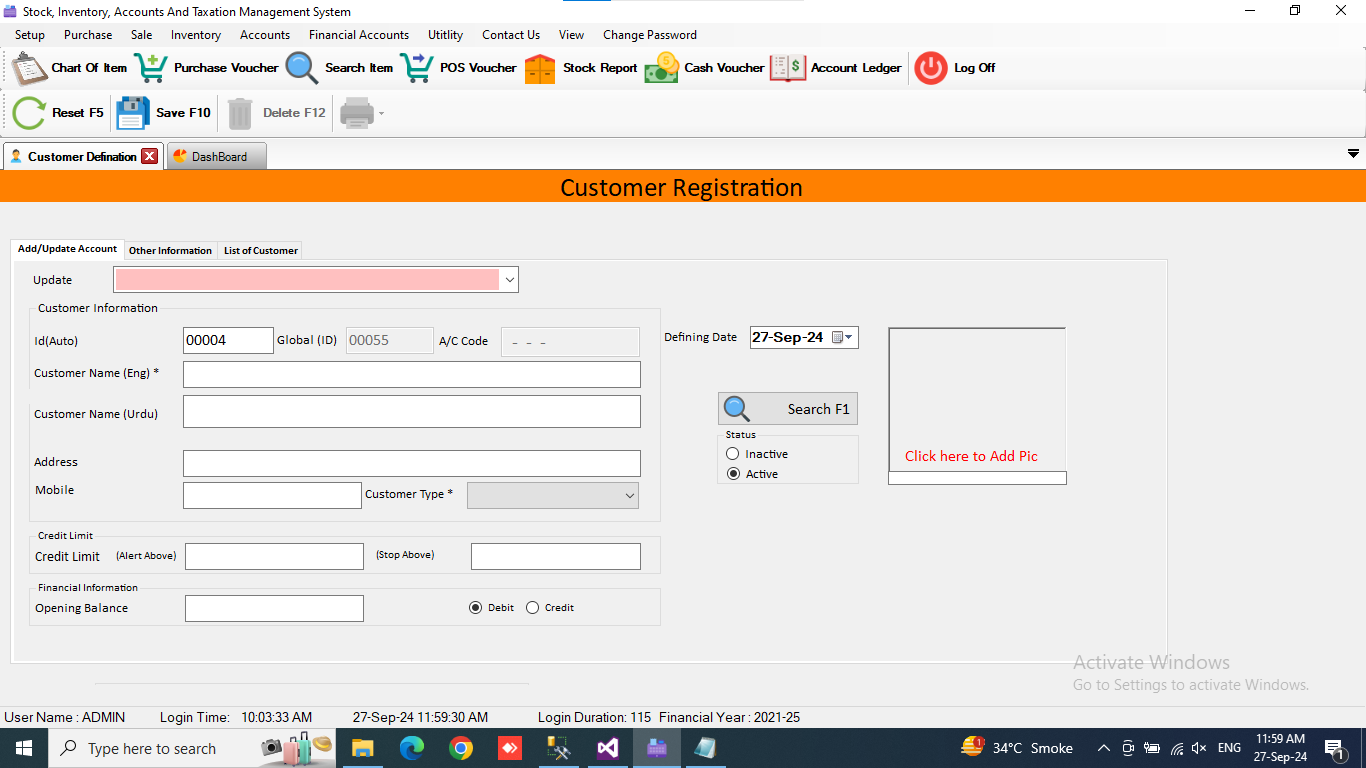 Stock, Inventory, Accounts And Taxation Management System
Setup Purchase Sale Inventory Accounts Financial Accounts Utitlity Contact Us View Change Password
Chart Of Item Purchase Voucher Search Item POS Voucher Stock Report Cash Voucher Account Ledger Log Off
Reset F5 Save F10 Delete F12
Customer Defination DashBoard
Customer Registration
Add/Update Account Other Information List of Customer
Update
Customer Information
Id(Auto) 00004 Global (ID) 00055 A/C Code _ _ _
Defining Date 27-Sep-24
Customer Name (Eng) *
Customer Name (Urdu)
Search F1
Status
Inactive
Active
Click here to Add Pic
Address
Mobile Customer Type *
Credit Limit
Credit Limit (Alert Above) (Stop Above)
Financial Information
Opening Balance Debit Credit
Activate Windows
Go to Settings to activate Windows.
User Name : ADMIN Login Time: 10:03:33 AM 27-Sep-24 11:59:30 AM Login Duration: 115 Financial Year : 2021-25
Type here to search 1 34°C Smoke ENG 11:59 AM 1
27-Sep-24